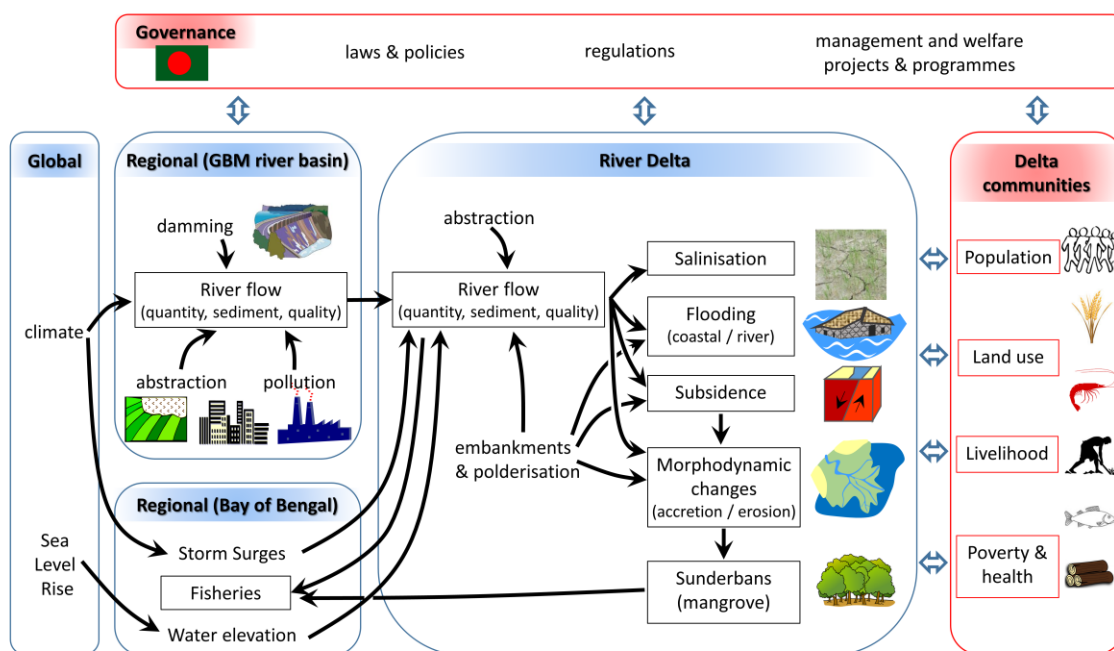 Governance
laws & policies
regulations
management and welfare
projects & programmes
Global
Regional (GBM river basin)
River Delta
Delta
communities
damming
abstraction
River flow
(quantity, sediment, quality)
River flow
(quantity, sediment, quality)
climate
abstraction
pollution
Salinisation
Flooding
(coastal / river)
Subsidence
embankments
& polderisation
Morphodynamic
changes
(accretion / erosion)
Sunderbans
(mangrove)
Population
Land use
Livelihood
Poverty &
health
Regional (Bay of Bengal)
Sea
Level
Rise
Storm Surges
Fisheries
Water elevation